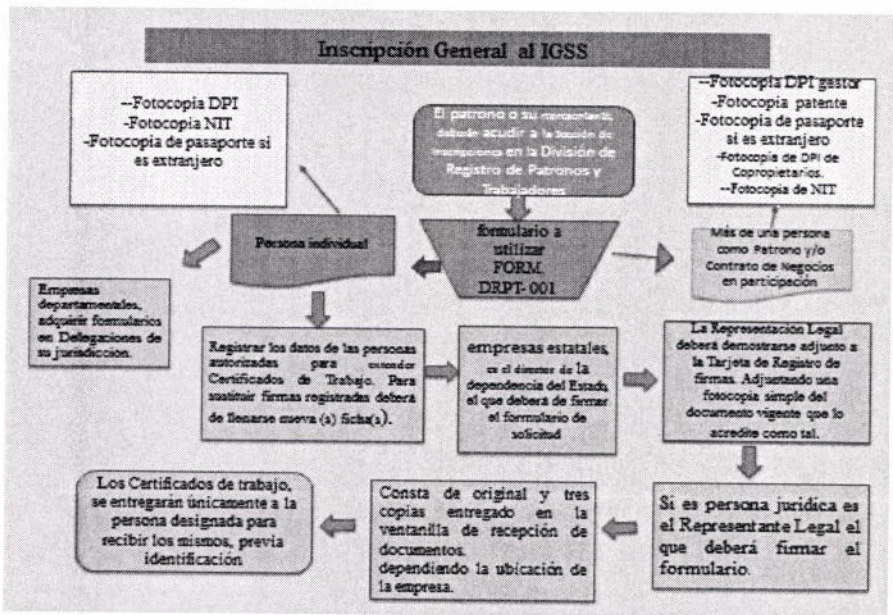 Inscripción General al IGSS
--Fotocopia DPI
-Fotocopia NIT
-Fotocopia de pasaporte si
es extranjero
El patrono o su representante,
deberán acudir a la Sección de
Inscripciones en la División de
Registro de Patronos y
Trabajadores
--Fotocopia DPI gestor
-Fotocopia patente
-Fotocopia de pasaporte
si es extranjero
-Fotocopia de DPI de
Copropietarios.
--Fotocopia de NIT
Persona individual
formulario a
utilizar
FORM.
DRPT- 001
Más de una persona
como Patrono y/o
Contrato de Negocios
en participación
Empresas
departamentales,
adquirir formularios
en Delegaciones de
su jurisdicción.
Registrar los datos de las personas
autorizadas para extender
Certificados de Trabajo. Para
sustituir firmas registradas deberá
de llenarse nueva (s) ficha(s).
empresas estatales,
es el director de la
dependencia del Estado,
el que deberá de firmar
el formulario de
solicitud
La Representación Legal
deberá demostrarse adjunto a
la Tarjeta de Registro de
firmas. Adjuntando una
fotocopia simple del
documento vigente que lo
acredite como tal.
Los Certificados de trabajo,
se entregarán únicamente a la
persona designada para
recibir los mismos, previa
identificación
Consta de original y tres
copias entregado en la
ventanilla de recepción de
documentos.
dependiendo la ubicación de
la empresa.
Si es persona jurídica es
el Representante Legal el
que deberá firmar el
formulario.